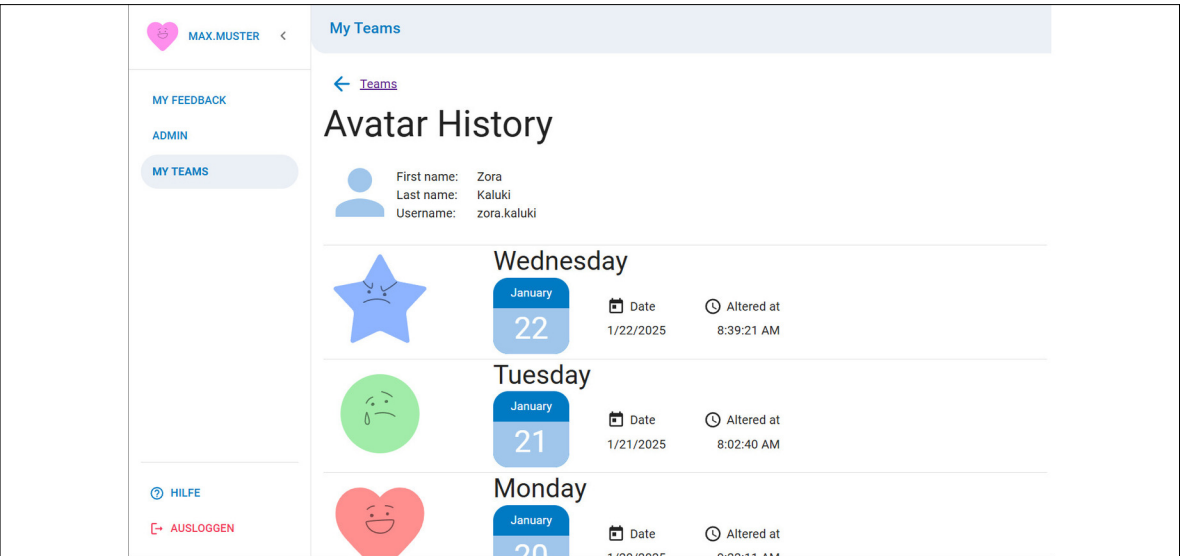 MAX.MUSTER
MY FEEDBACK
ADMIN
MY TEAMS
HILFE
AUSLOGGEN
My Teams
Teams
Avatar History
First name: Zora
Last name: Kaluki
Username: zora.kaluki
Wednesday
January
22
Date
1/22/2025
Altered at
8:39:21 AM
Tuesday
January
21
Date
1/21/2025
Altered at
8:02:40 AM
Monday
January
20
Date
Altered at